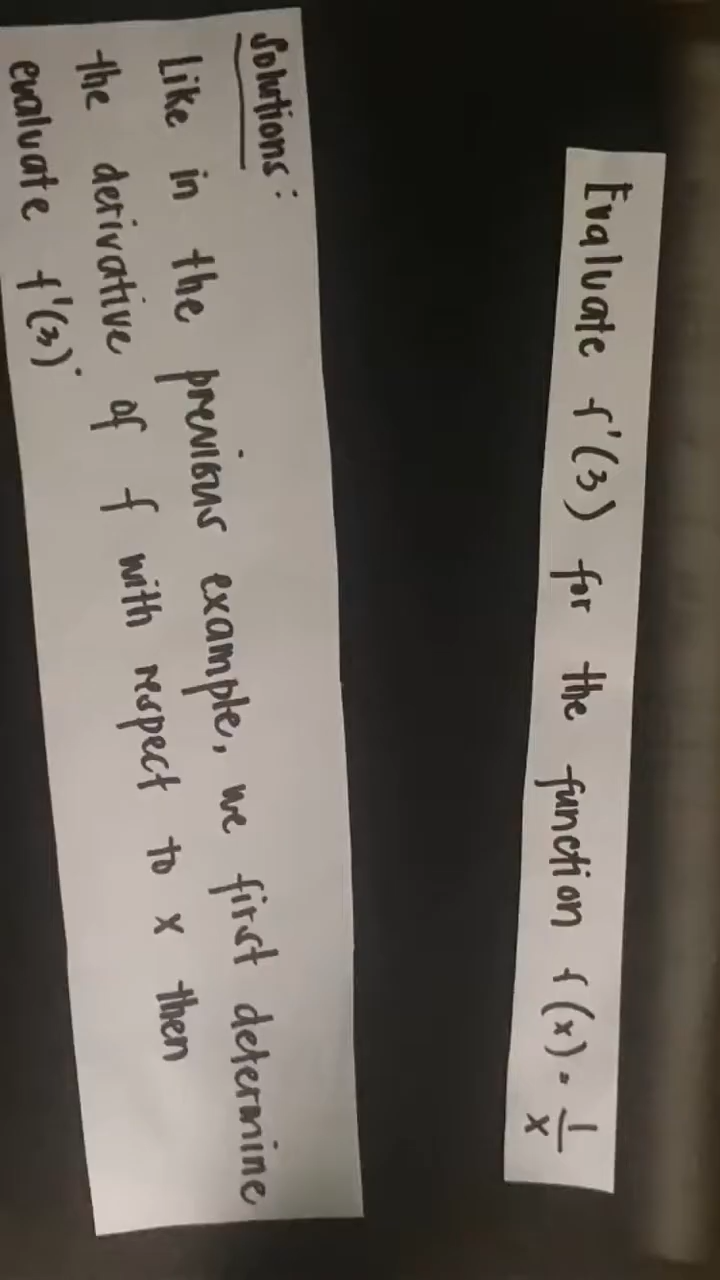 Evaluate f'(3) for the function f(x) = 1/x
Solutions:
Like in the previous example, we first determine
the derivative of f with respect to x then
evaluate f'(3).